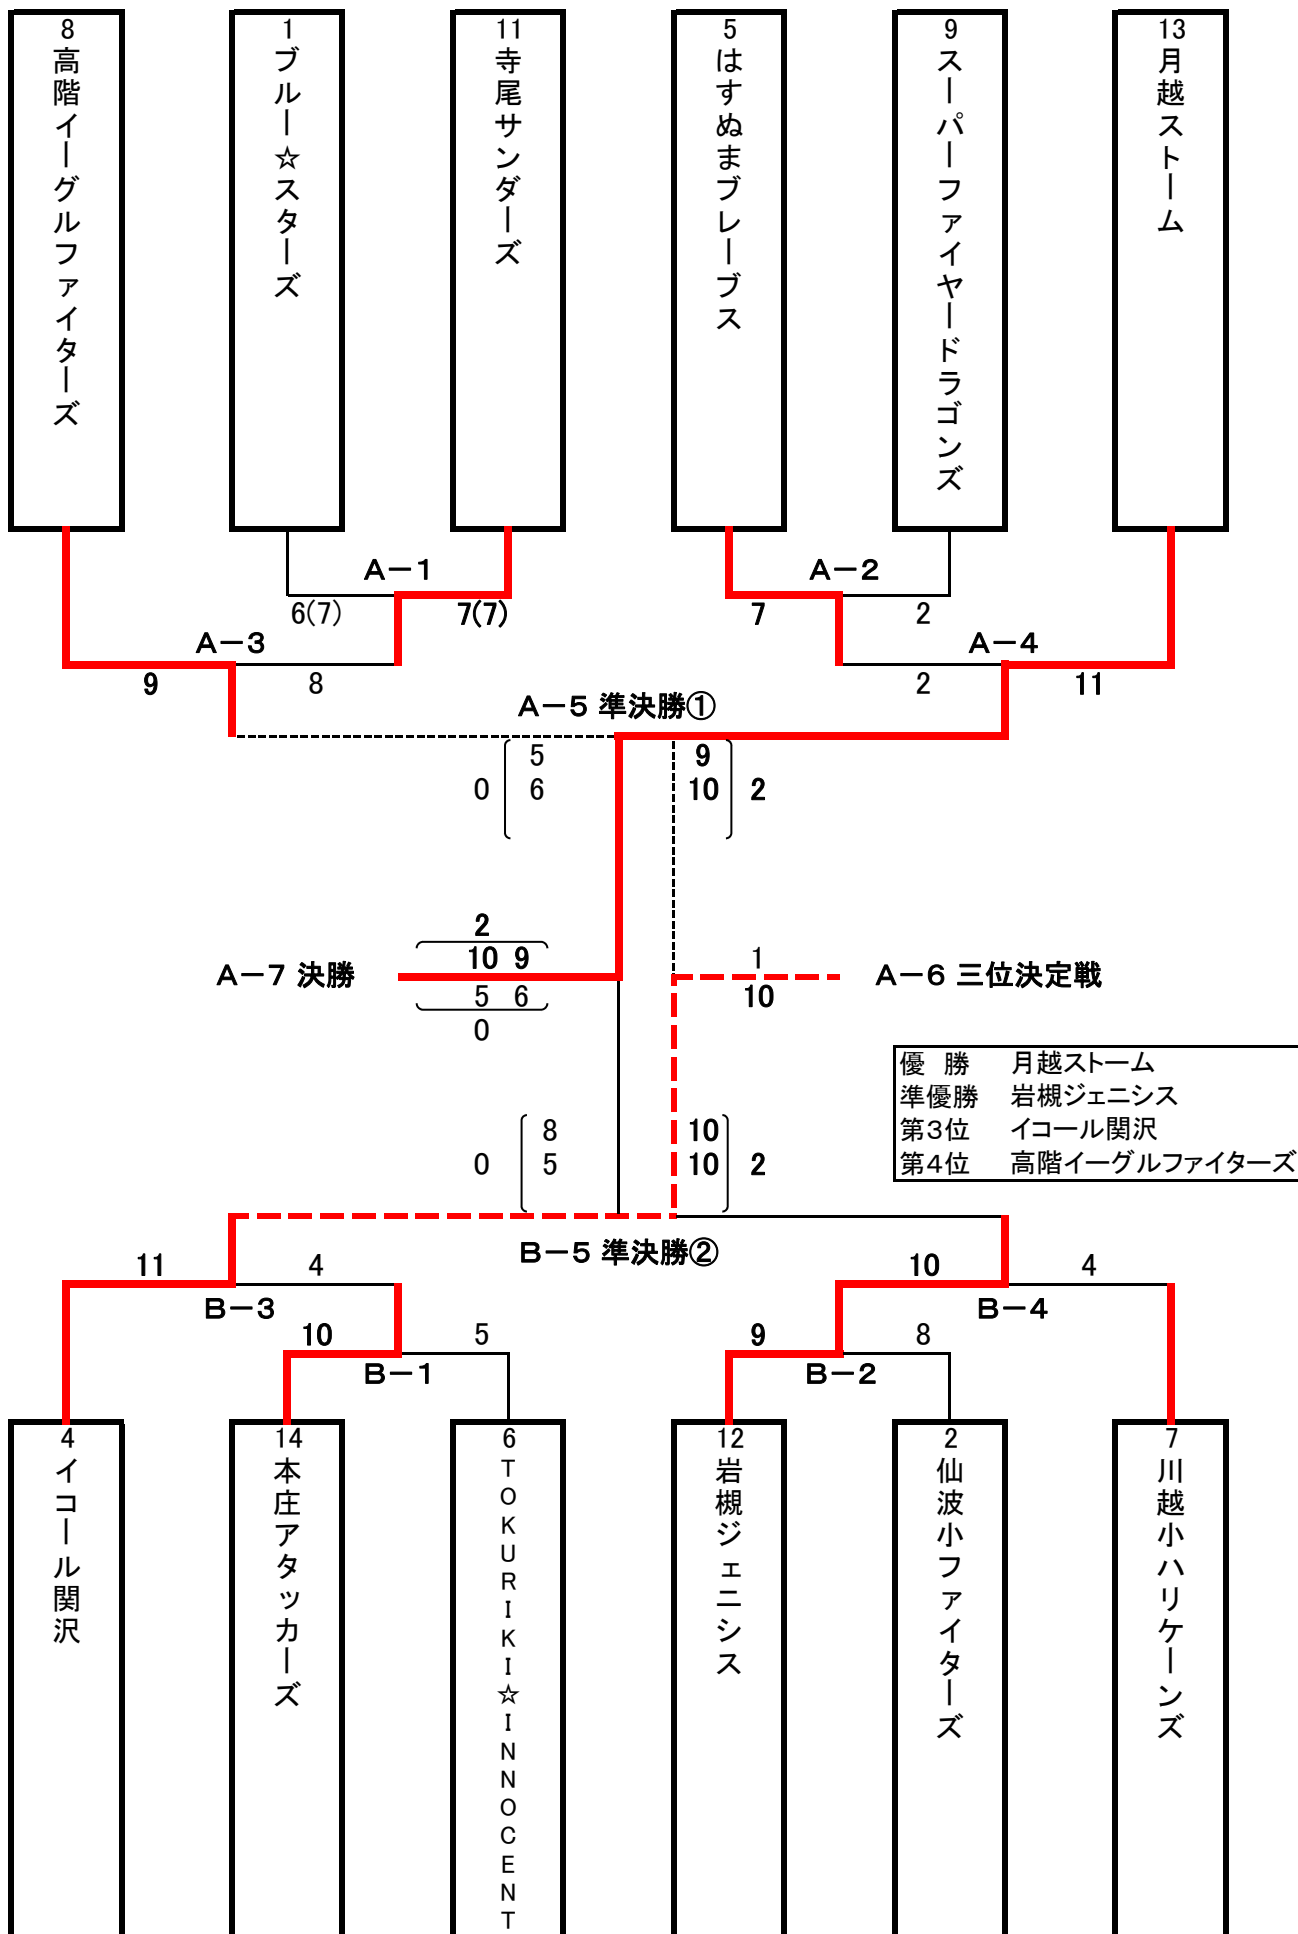 8 高階イーグルファイターズ
1 ブルー☆スターズ
11 寺尾サンダーズ
5 はすぬまブレーブス
9 スーパーファイヤードラゴンズ
13 月越ストーム
A-1
A-2
6(7)
7(7)
7
2
A-3
A-4
9
8
2
11
A-5 準決勝①
5
9
0
6
10
2
2
10 9
A-7 決勝
5 6
0
1
A-6 三位決定戦
10
優 勝 月越ストーム
準優勝 岩槻ジェニシス
第3位 イコール関沢
第4位 高階イーグルファイターズ
8
10
0
5
10
2
B-5 準決勝②
11
4
10
4
B-3
B-4
10
5
9
8
B-1
B-2
4 イコール関沢
14 本庄アタッカーズ
6 TOKURIKI☆INNOCENT
12 岩槻ジェニシス
2 仙波小ファイターズ
7 川越小ハリケーンズ